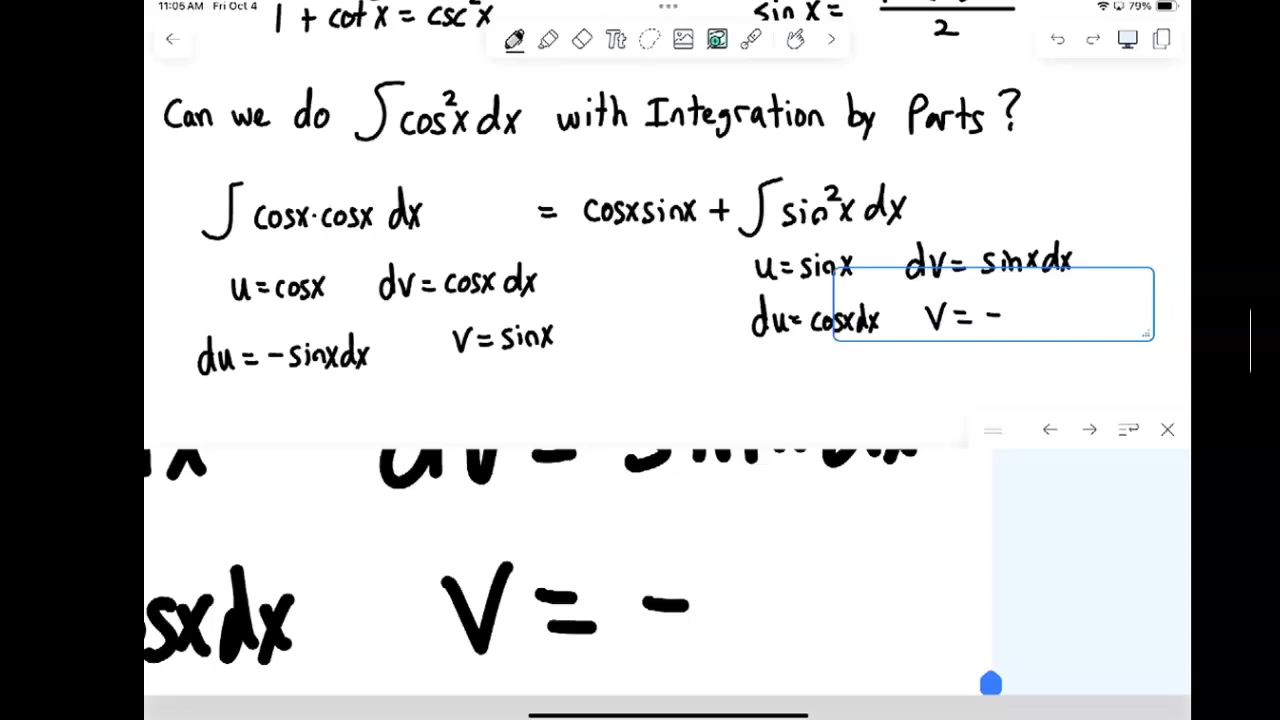 11:05 AM Fri Oct 4
79%
1 + cot²x = csc²x
sin x =
2
Tt
Can we do ∫ cos²x dx with Integration by Parts?
∫ cosx·cosx dx = cosxsinx + ∫ sin²x dx
u = cosx dv = cosx dx
du = -sinxdx v = sinx
u = sinx dv = sinxdx
du = cosxdx v = -
sxdx v = -